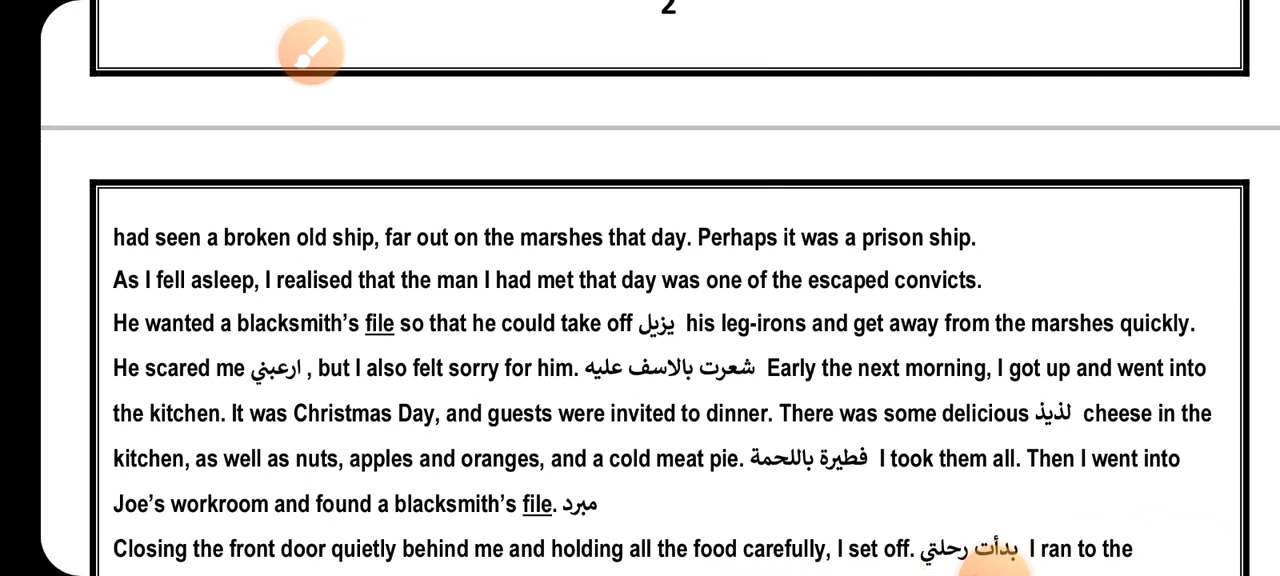 2
had seen a broken old ship, far out on the marshes that day. Perhaps it was a prison ship.
As I fell asleep, I realised that the man I had met that day was one of the escaped convicts.
He wanted a blacksmith’s file so that he could take off يزيل his leg-irons and get away from the marshes quickly.
He scared me ارعبني , but I also felt sorry for him. شعرت بالاسف عليه Early the next morning, I got up and went into
the kitchen. It was Christmas Day, and guests were invited to dinner. There was some delicious لذيذ cheese in the
kitchen, as well as nuts, apples and oranges, and a cold meat pie. فطيرة باللحمة I took them all. Then I went into
Joe’s workroom and found a blacksmith’s file. مبرد
Closing the front door quietly behind me and holding all the food carefully, I set off. بدأت رحلتي I ran to the